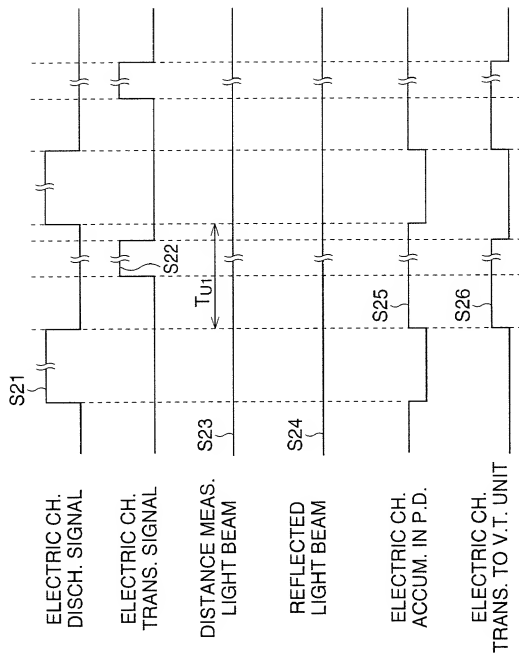 ELECTRIC CH.
DISCH. SIGNAL
S21
ELECTRIC CH.
TRANS. SIGNAL
S22
TU1
DISTANCE MEAS.
LIGHT BEAM
S23
REFLECTED
LIGHT BEAM
S24
ELECTRIC CH.
ACCUM. IN P.D.
S25
ELECTRIC CH.
TRANS. TO V.T. UNIT
S26